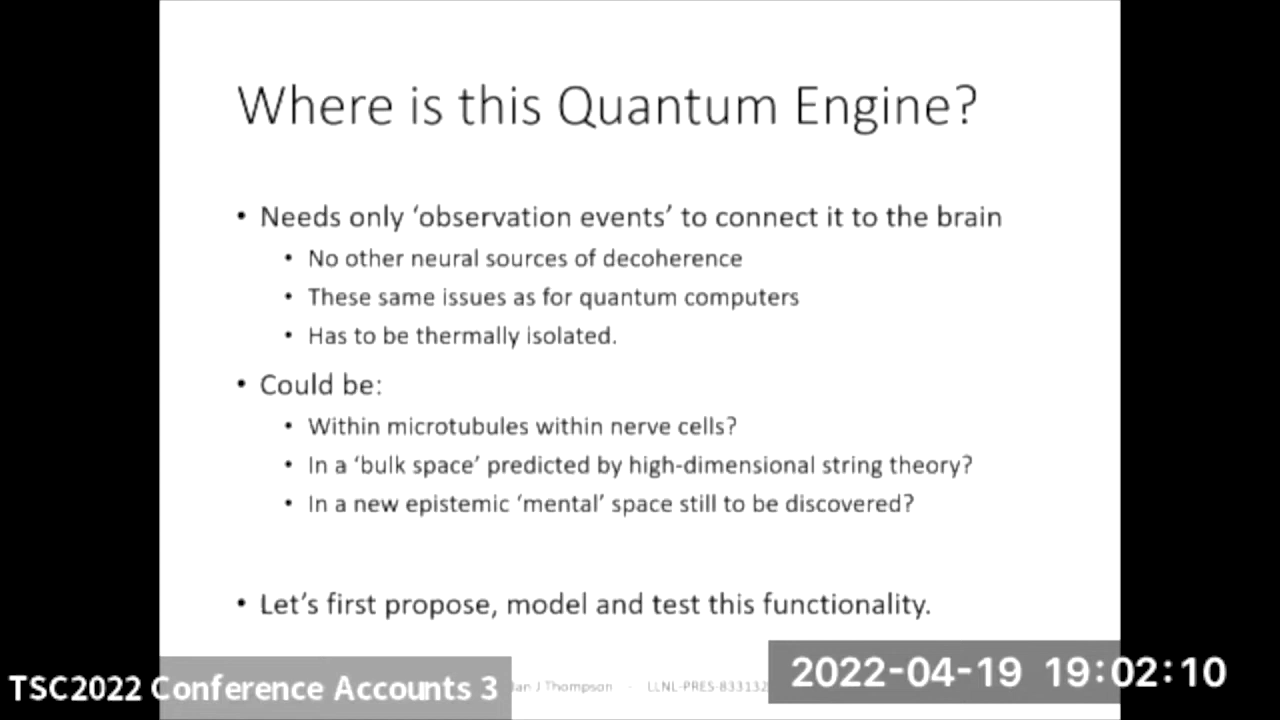 Where is this Quantum Engine?
• Needs only ‘observation events’ to connect it to the brain
• No other neural sources of decoherence
• These same issues as for quantum computers
• Has to be thermally isolated.
• Could be:
• Within microtubules within nerve cells?
• In a ‘bulk space’ predicted by high-dimensional string theory?
• In a new epistemic ‘mental’ space still to be discovered?
• Let’s first propose, model and test this functionality.
TSC2022 Conference Accounts 3
Ian J Thompson - LLNL-PRES-833132
2022-04-19 19:02:10